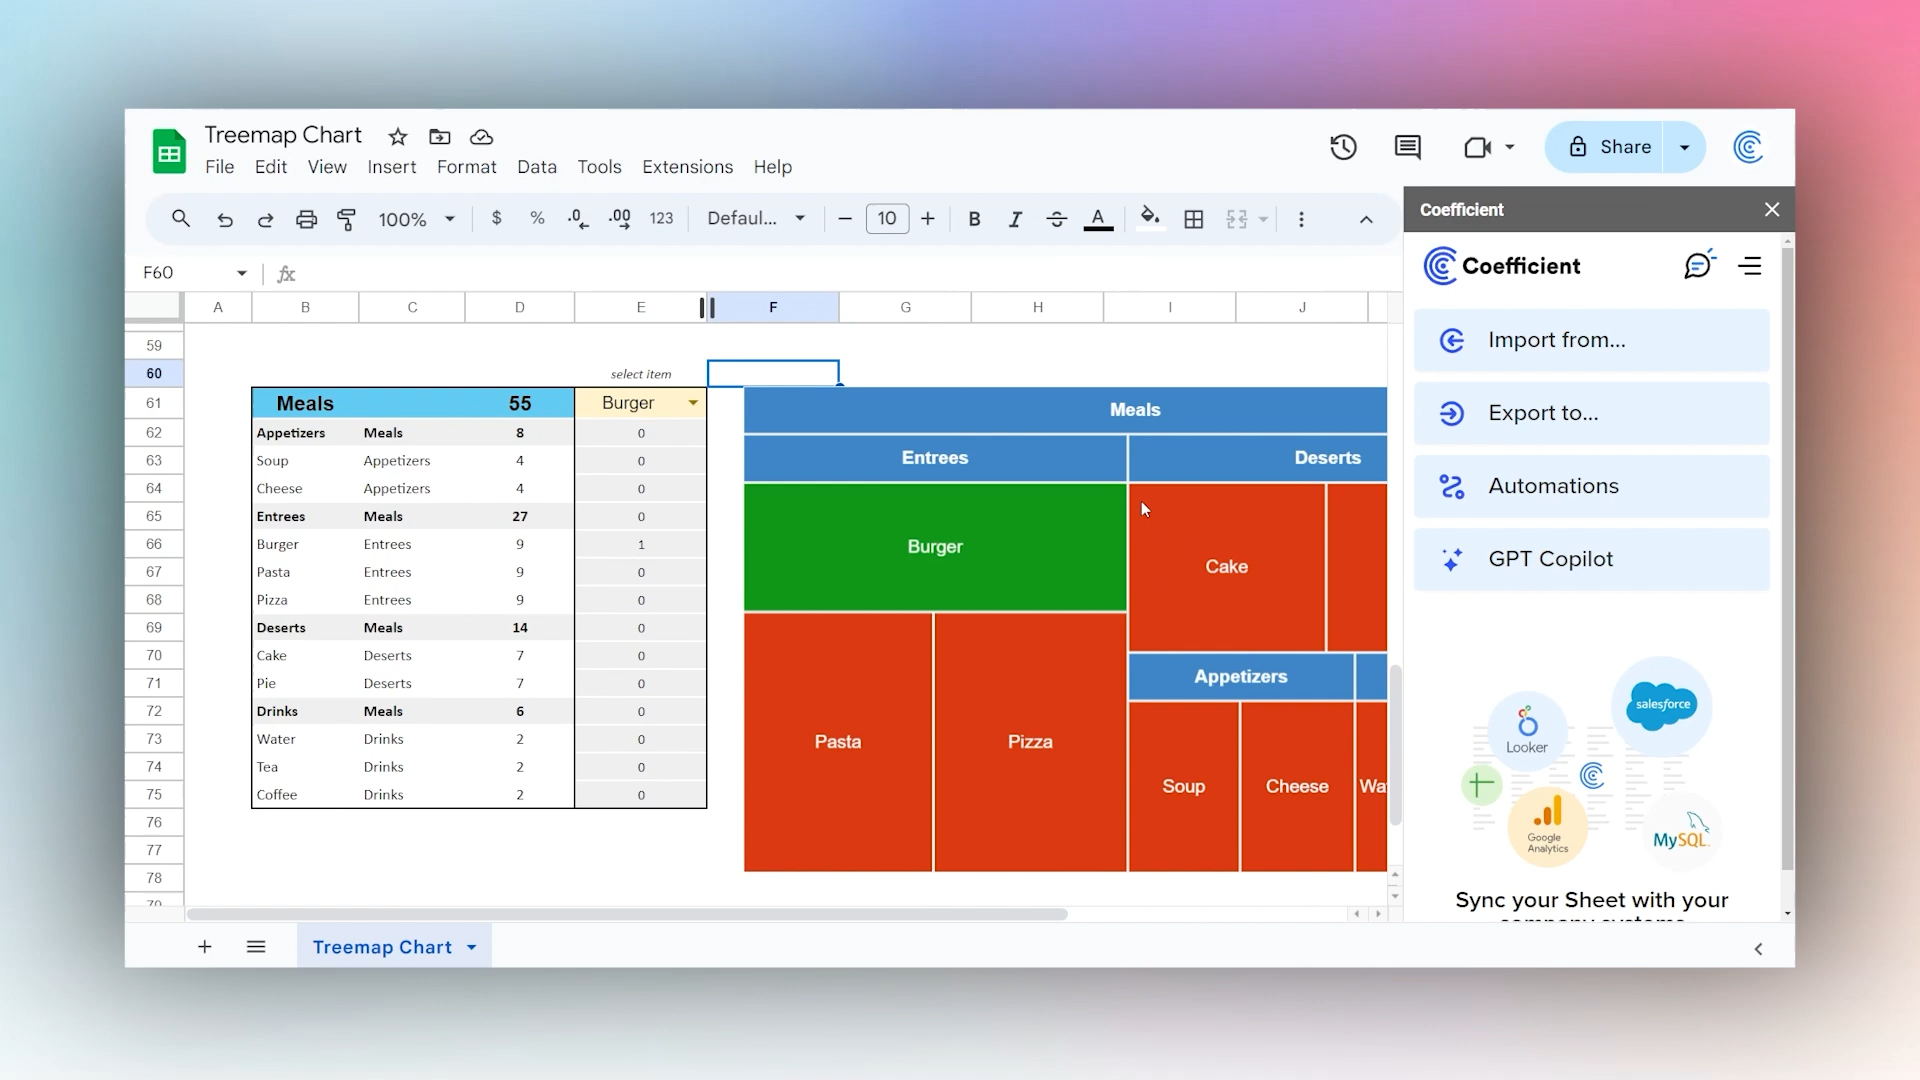 Treemap Chart
File Edit View Insert Format Data Tools Extensions Help
Share
100% $ % .0 .00 123 Defaul... 10 B I A
F60 fx
A B C D E F G H I J
59
60 select item
61 Meals 55 Burger
62 Appetizers Meals 8 0
63 Soup Appetizers 4 0
64 Cheese Appetizers 4 0
65 Entrees Meals 27 0
66 Burger Entrees 9 1
67 Pasta Entrees 9 0
68 Pizza Entrees 9 0
69 Deserts Meals 14 0
70 Cake Deserts 7 0
71 Pie Deserts 7 0
72 Drinks Meals 6 0
73 Water Drinks 2 0
74 Tea Drinks 2 0
75 Coffee Drinks 2 0
76
77
78
Meals
Entrees Deserts
Burger
Cake
Pasta Pizza
Appetizers
Soup Cheese Wa
Coefficient
Coefficient
Import from...
Export to...
Automations
GPT Copilot
salesforce
Looker
Google
Analytics
MySQL
Sync your Sheet with your
Treemap Chart